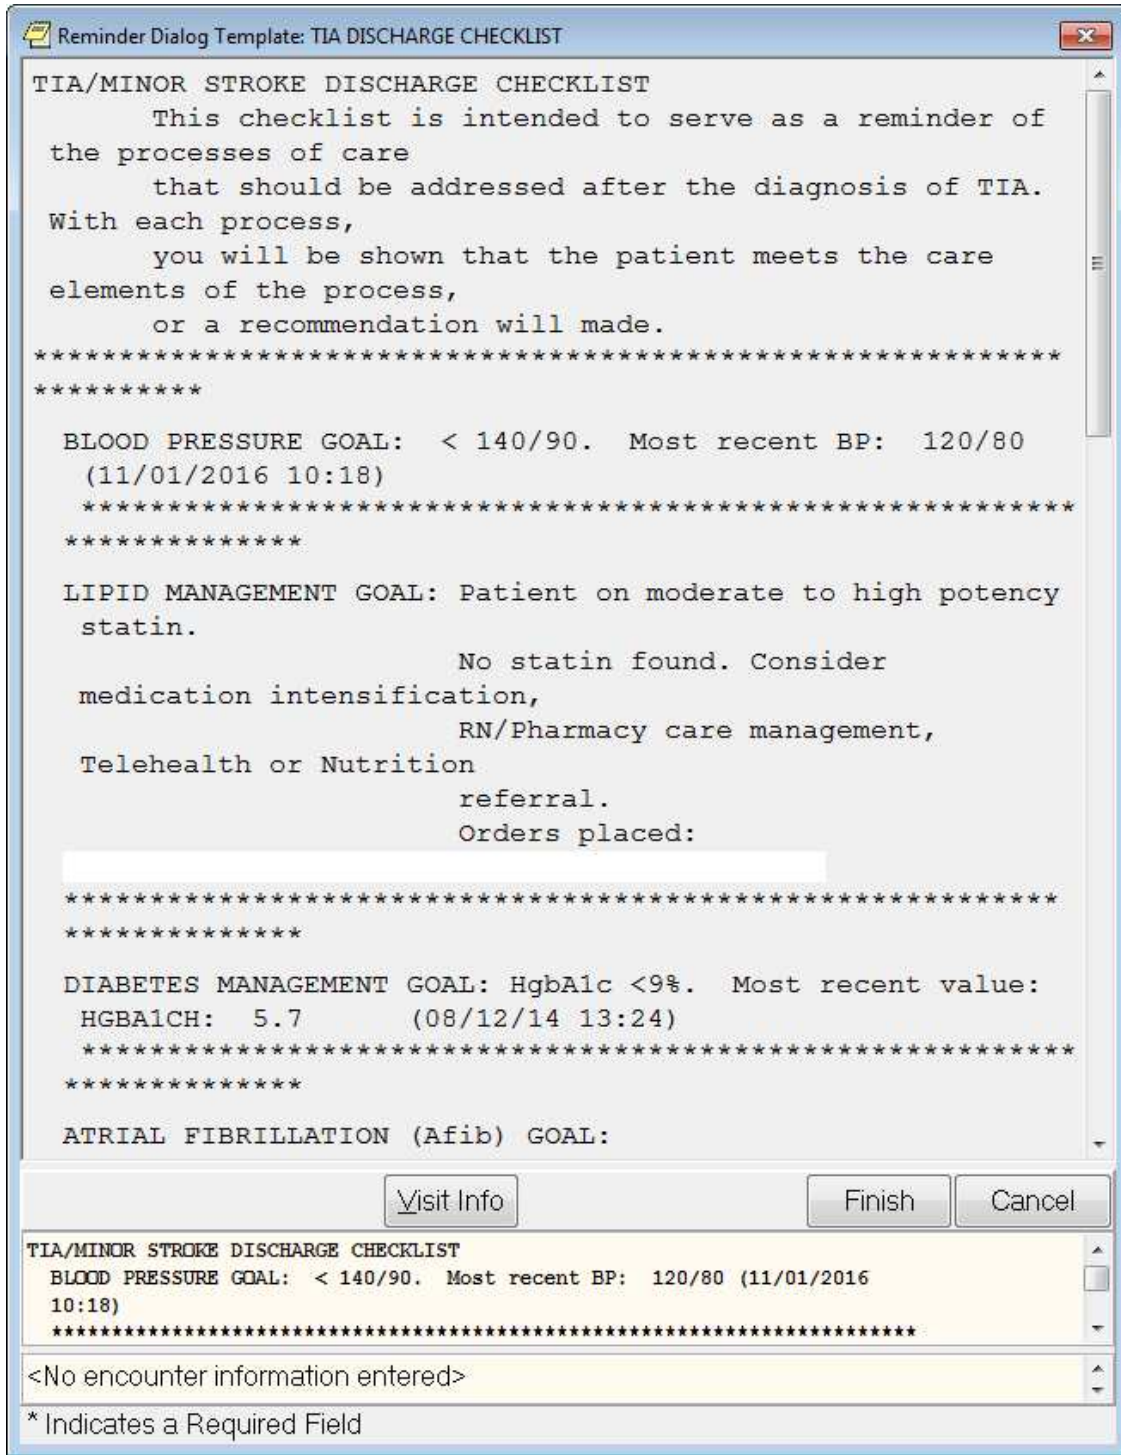 Reminder Dialog Template: TIA DISCHARGE CHECKLIST
TIA/MINOR STROKE DISCHARGE CHECKLIST
This checklist is intended to serve as a reminder of
the processes of care
that should be addressed after the diagnosis of TIA.
With each process,
you will be shown that the patient meets the care
elements of the process,
or a recommendation will made.
************************************************************
**********
BLOOD PRESSURE GOAL:  < 140/90.  Most recent BP:  120/80
(11/01/2016 10:18)
**********************************************************
**************
LIPID MANAGEMENT GOAL: Patient on moderate to high potency
statin.
No statin found. Consider
medication intensification,
RN/Pharmacy care management,
Telehealth or Nutrition
referral.
Orders placed:
**********************************************************
**************
DIABETES MANAGEMENT GOAL: HgbA1c <9%.  Most recent value:
HGBA1CH:  5.7      (08/12/14 13:24)
**********************************************************
**************
ATRIAL FIBRILLATION (Afib) GOAL:
Visit Info
Finish
Cancel
TIA/MINOR STROKE DISCHARGE CHECKLIST
BLOOD PRESSURE GOAL:  < 140/90.  Most recent BP:  120/80 (11/01/2016
10:18)
************************************************************************
<No encounter information entered>
* Indicates a Required Field